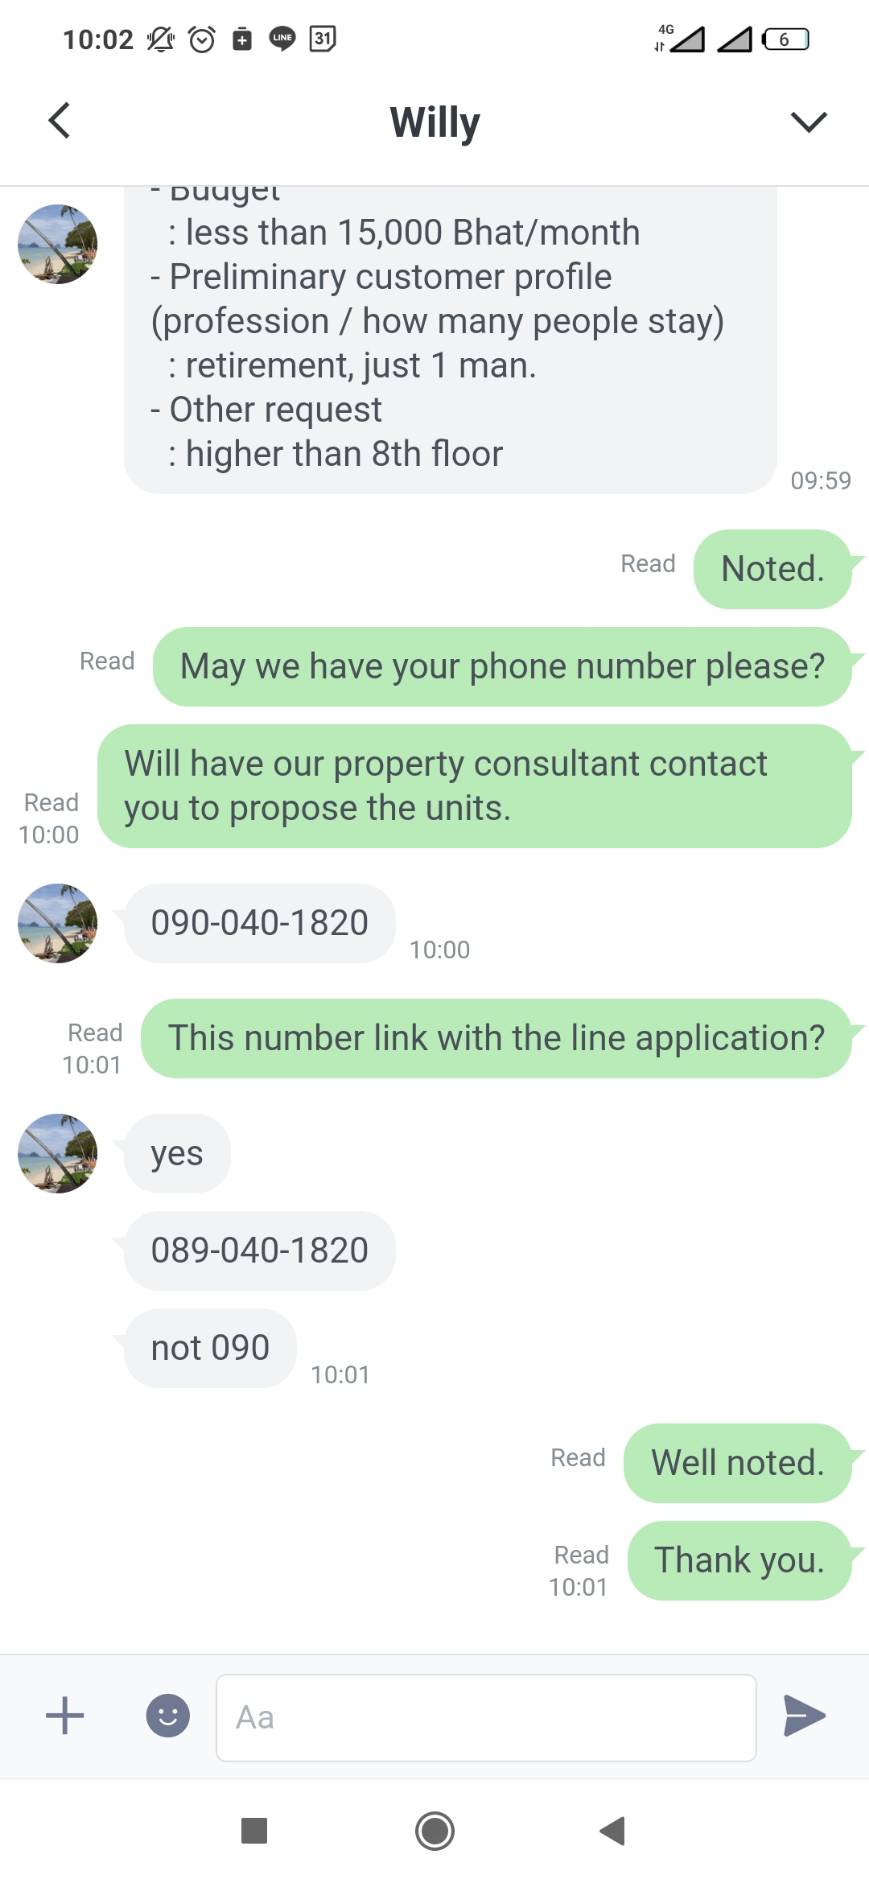 10:02
LINE
31
4G
6
Willy
- Budget
: less than 15,000 Bhat/month
- Preliminary customer profile
(profession / how many people stay)
: retirement, just 1 man.
- Other request
: higher than 8th floor
09:59
Read
Noted.
Read
May we have your phone number please?
Will have our property consultant contact
you to propose the units.
Read
10:00
090-040-1820
10:00
This number link with the line application?
Read
10:01
yes
089-040-1820
not 090
10:01
Read
Well noted.
Read
10:01
Thank you.
Aa